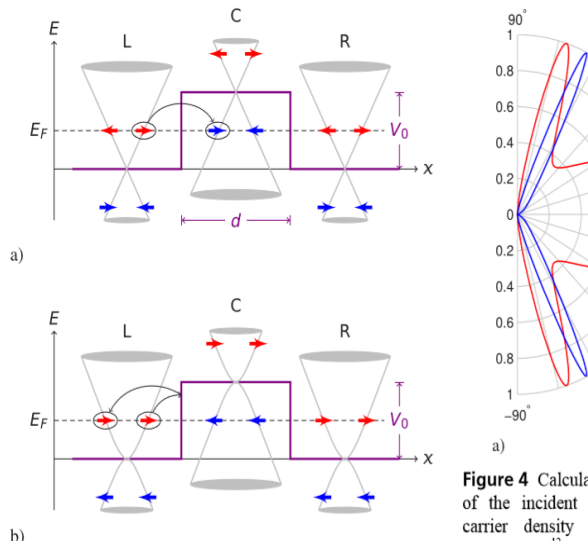 E
L
C
R
E_F
V_0
x
d
a)
E
L
C
R
E_F
V_0
x
b)
90°
1
0.8
0.6
0.4
0.2
0
0.2
0.4
0.6
0.8
1
−90°
a)
Figure 4 Calcula
of the incident
carrier density